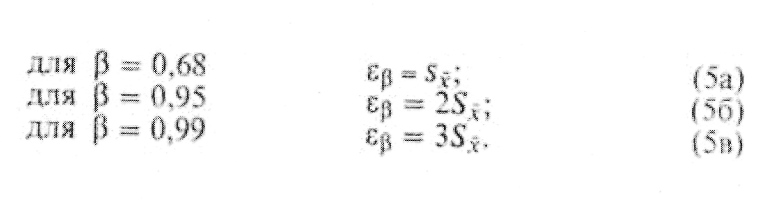 для β = 0,68 ε_β = s_x̄; (5а)
для β = 0,95 ε_β = 2S_x̄; (5б)
для β = 0,99 ε_β = 3S_x̄. (5в)